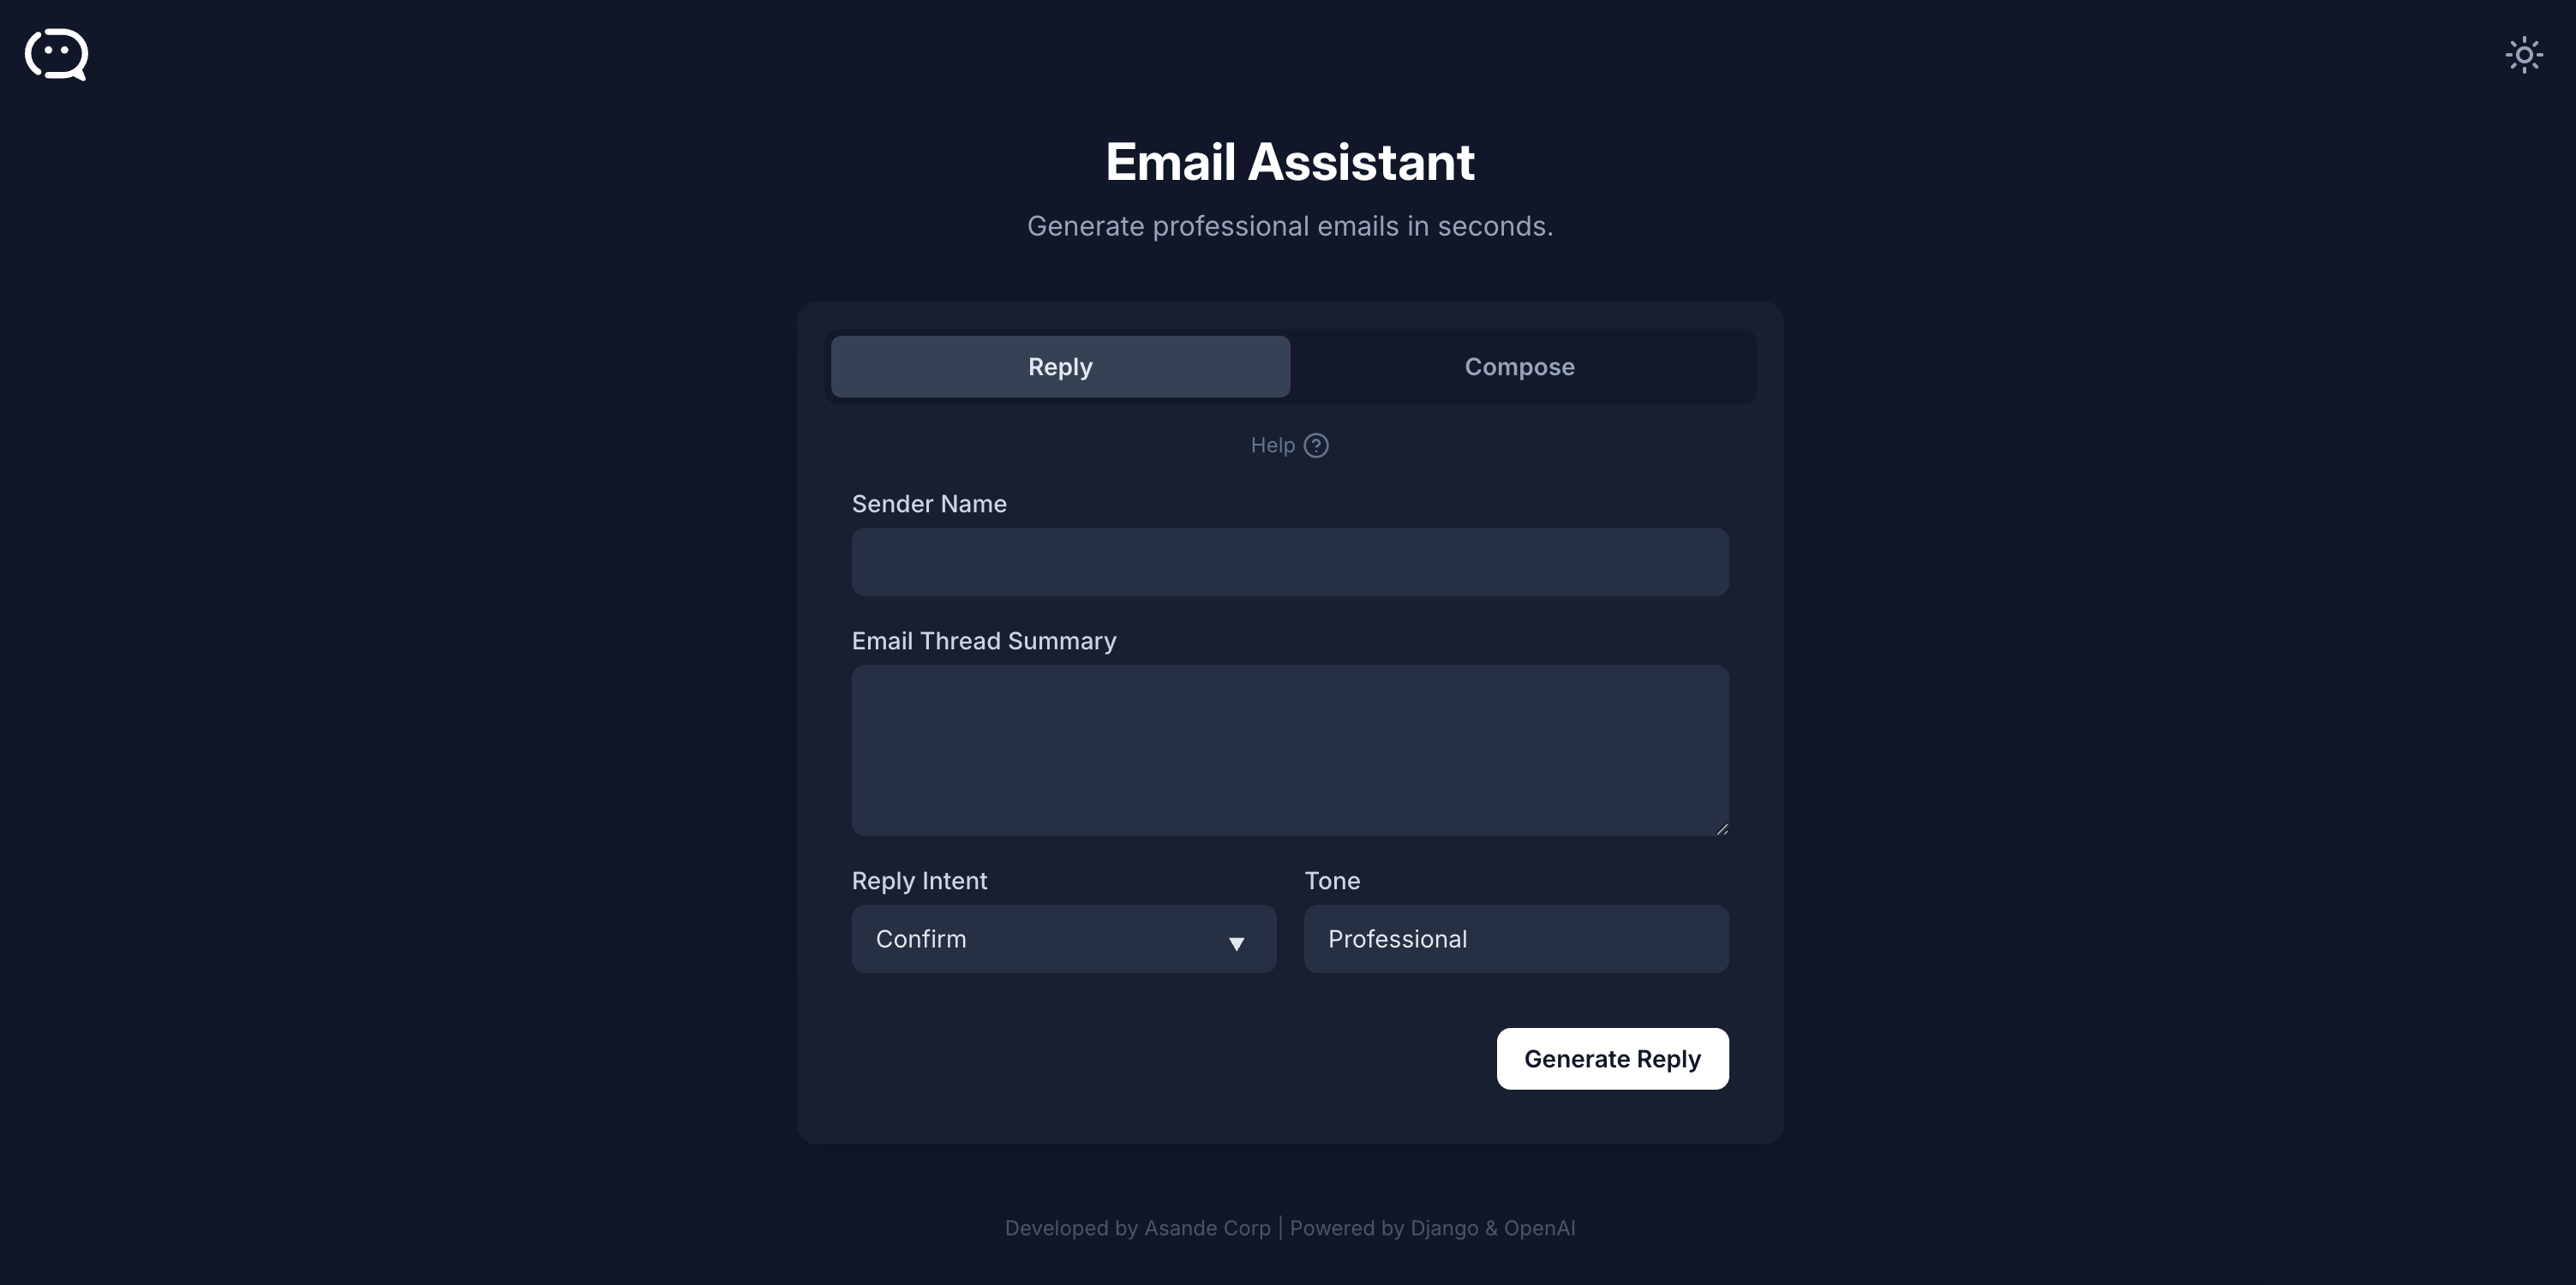 Email Assistant
Generate professional emails in seconds.
Reply
Compose
Help ?
Sender Name
Email Thread Summary
Reply Intent
Tone
Confirm
Professional
Generate Reply
Developed by Asande Corp | Powered by Django & OpenAI